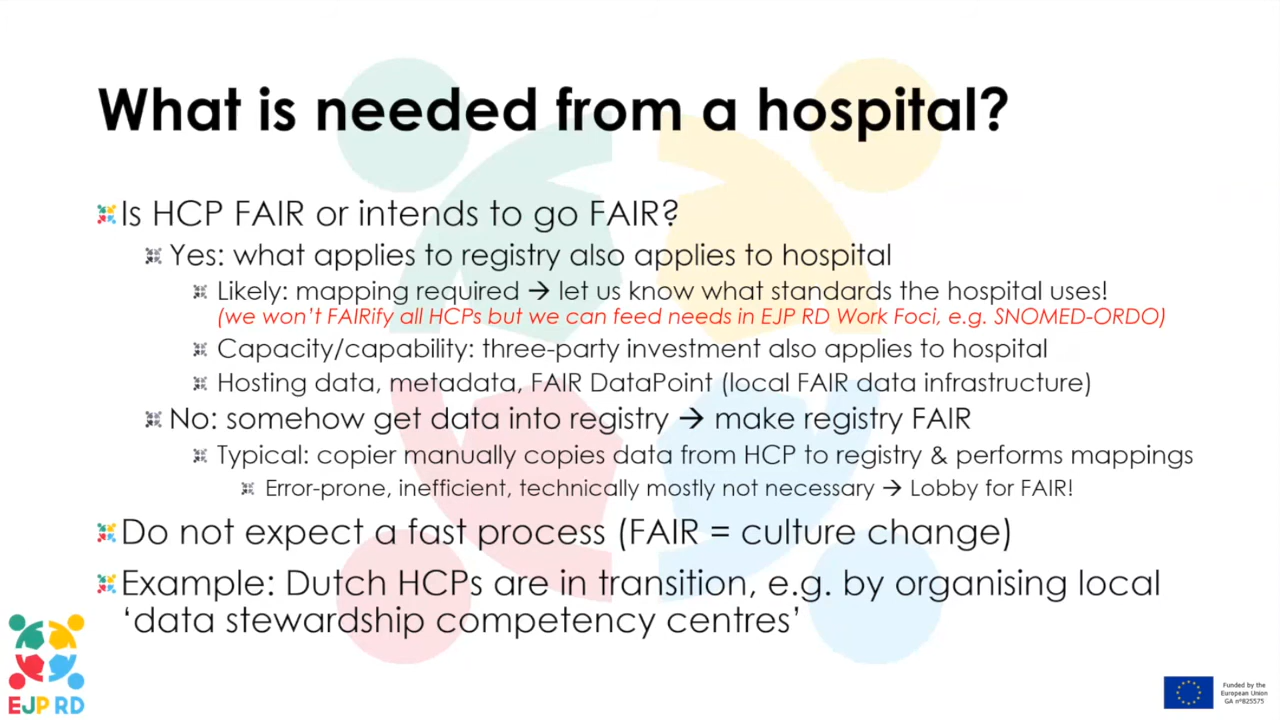 What is needed from a hospital?
Is HCP FAIR or intends to go FAIR?
Yes: what applies to registry also applies to hospital
Likely: mapping required → let us know what standards the hospital uses!
(we won't FAIRify all HCPs but we can feed needs in EJP RD Work Foci, e.g. SNOMED-ORDO)
Capacity/capability: three-party investment also applies to hospital
Hosting data, metadata, FAIR DataPoint (local FAIR data infrastructure)
No: somehow get data into registry → make registry FAIR
Typical: copier manually copies data from HCP to registry & performs mappings
Error-prone, inefficient, technically mostly not necessary → Lobby for FAIR!
Do not expect a fast process (FAIR = culture change)
Example: Dutch HCPs are in transition, e.g. by organising local
‘data stewardship competency centres’
EJP RD
Funded by the
European Union
GA n°825575